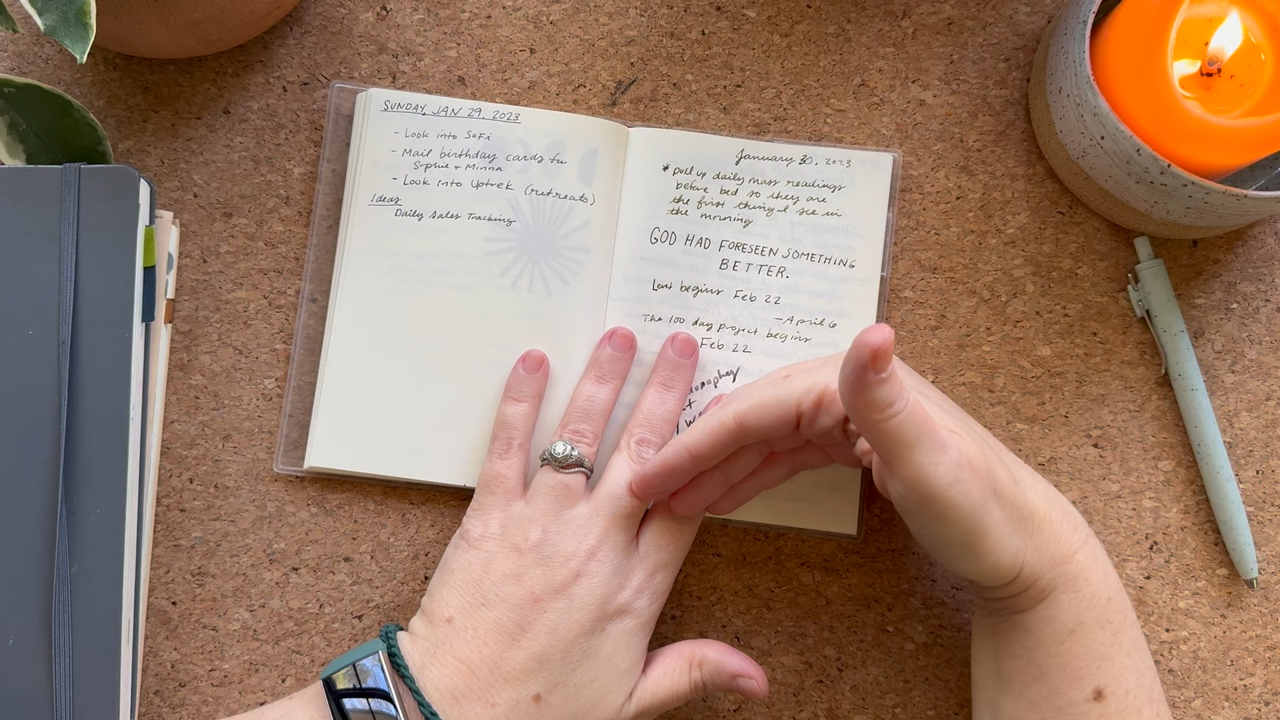 SUNDAY, JAN 29, 2023
- Look into SoFi
- Mail birthday cards to
Sophie + Minna
- Look into Uptrek (retreats)
Ideas
Daily Sales Tracking
January 30, 2023
* pull up daily mass readings
before bed so they are
the first thing I see in
the morning
GOD HAD FORESEEN SOMETHING
BETTER.
Lent begins Feb 22
- April 6
The 100 day project begins
Feb 22